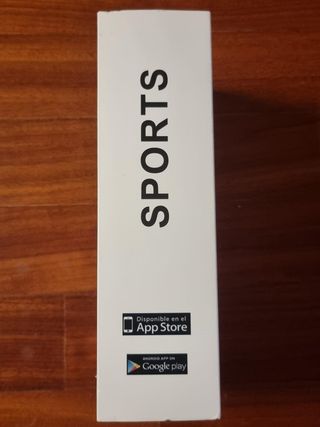 SPORTS
Disponible en el
App Store
ANDROID APP ON
Google play